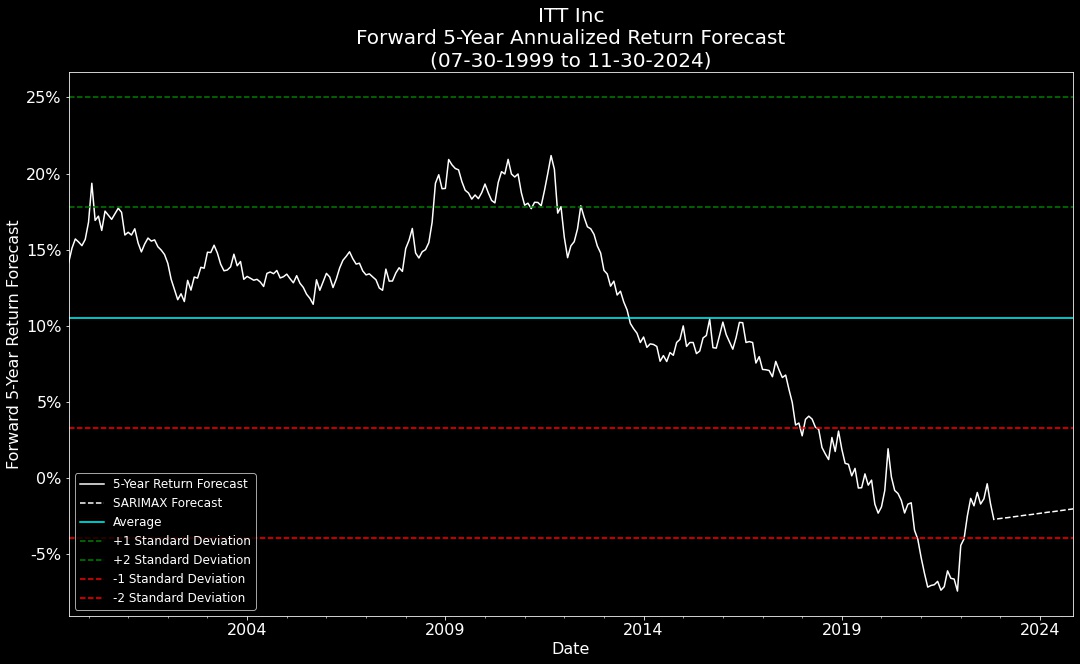 ITT Inc
Forward 5-Year Annualized Return Forecast
(07-30-1999 to 11-30-2024)
Forward 5-Year Return Forecast
25%
20%
15%
10%
5%
0%
-5%
5-Year Return Forecast
SARIMAX Forecast
Average
+1 Standard Deviation
+2 Standard Deviation
-1 Standard Deviation
-2 Standard Deviation
2004
2009
2014
2019
2024
Date